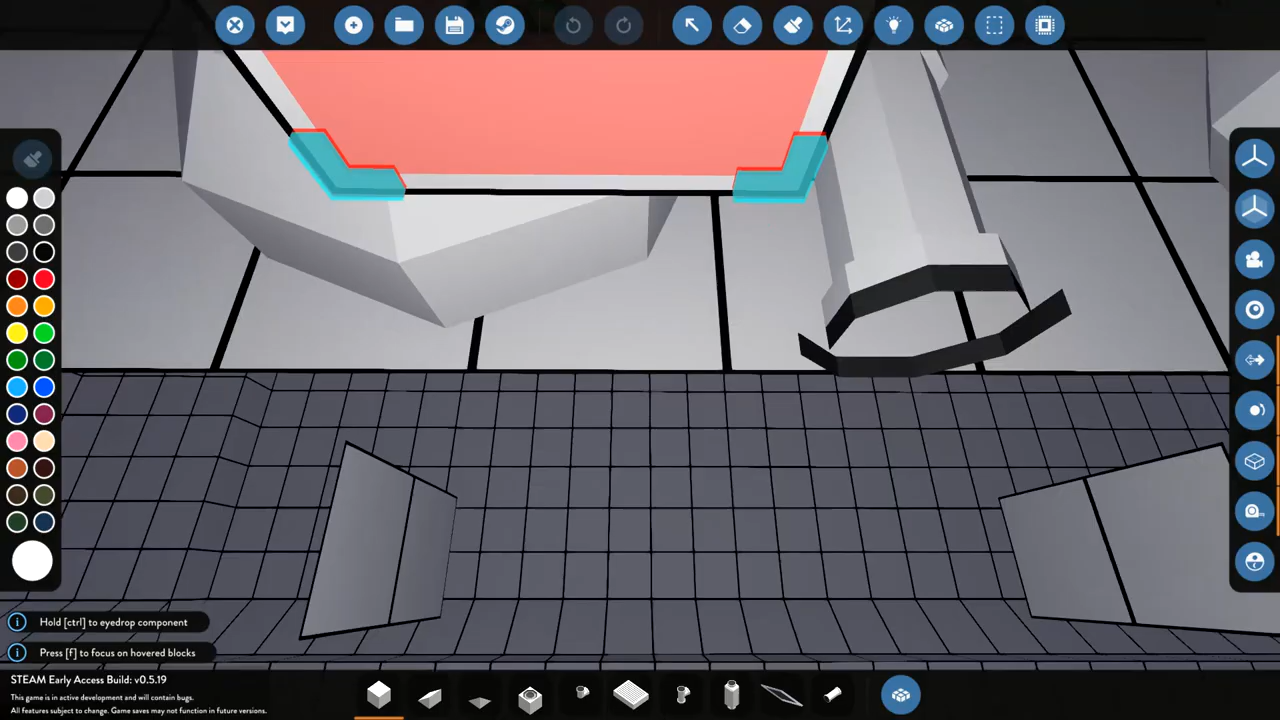 Hold [ctrl] to eyedrop component
Press [f] to focus on hovered blocks
STEAM Early Access Build: v0.5.19
This game is in active development and will contain bugs.
All features subject to change. Game saves may not function in future versions.